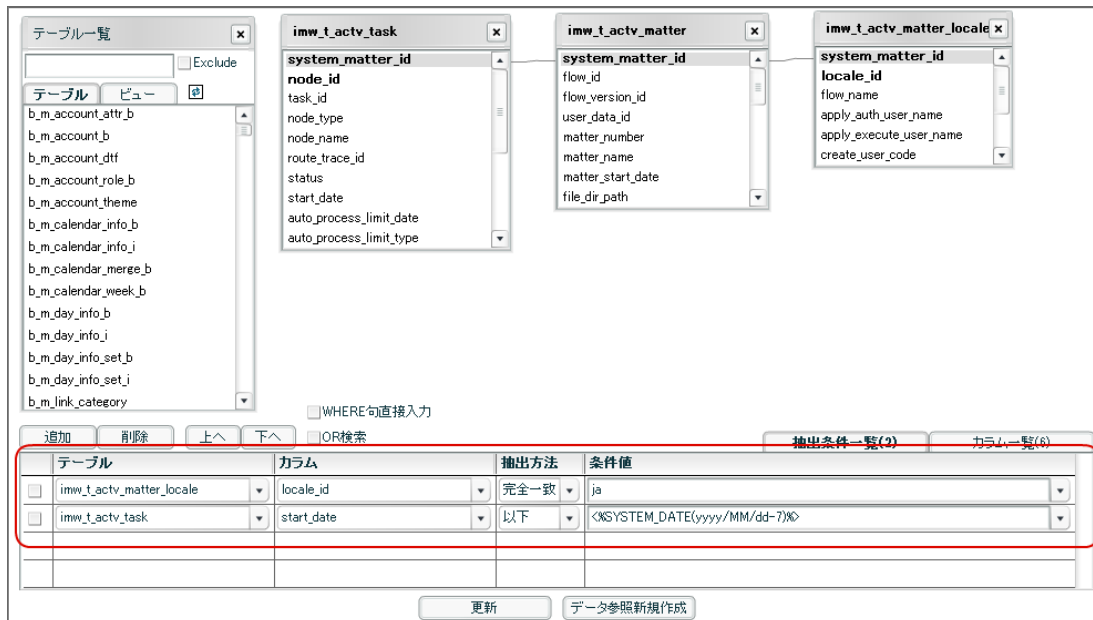 テーブル一覧
Exclude
テーブル ビュー
b_m_account_attr_b
b_m_account_b
b_m_account_dtf
b_m_account_role_b
b_m_account_theme
b_m_calendar_info_b
b_m_calendar_info_i
b_m_calendar_merge_b
b_m_calendar_week_b
b_m_day_info_b
b_m_day_info_i
b_m_day_info_set_b
b_m_day_info_set_i
b_m_link_category
imw_t_actv_task
system_matter_id
node_id
task_id
node_type
node_name
route_trace_id
status
start_date
auto_process_limit_date
auto_process_limit_type
imw_t_actv_matter
system_matter_id
flow_id
flow_version_id
user_data_id
matter_number
matter_name
matter_start_date
file_dir_path
imw_t_actv_matter_locale
system_matter_id
locale_id
flow_name
apply_auth_user_name
apply_execute_user_name
create_user_code
WHERE句直接入力
追加 削除 上へ 下へ OR検索 抽出条件一覧(2) カラム一覧(6)
テーブル カラム 抽出方法 条件値
imw_t_actv_matter_locale locale_id 完全一致 ja
imw_t_actv_task start_date 以下 <%SYSTEM_DATE(yyyy/MM/dd-7)%>
更新 データ参照新規作成